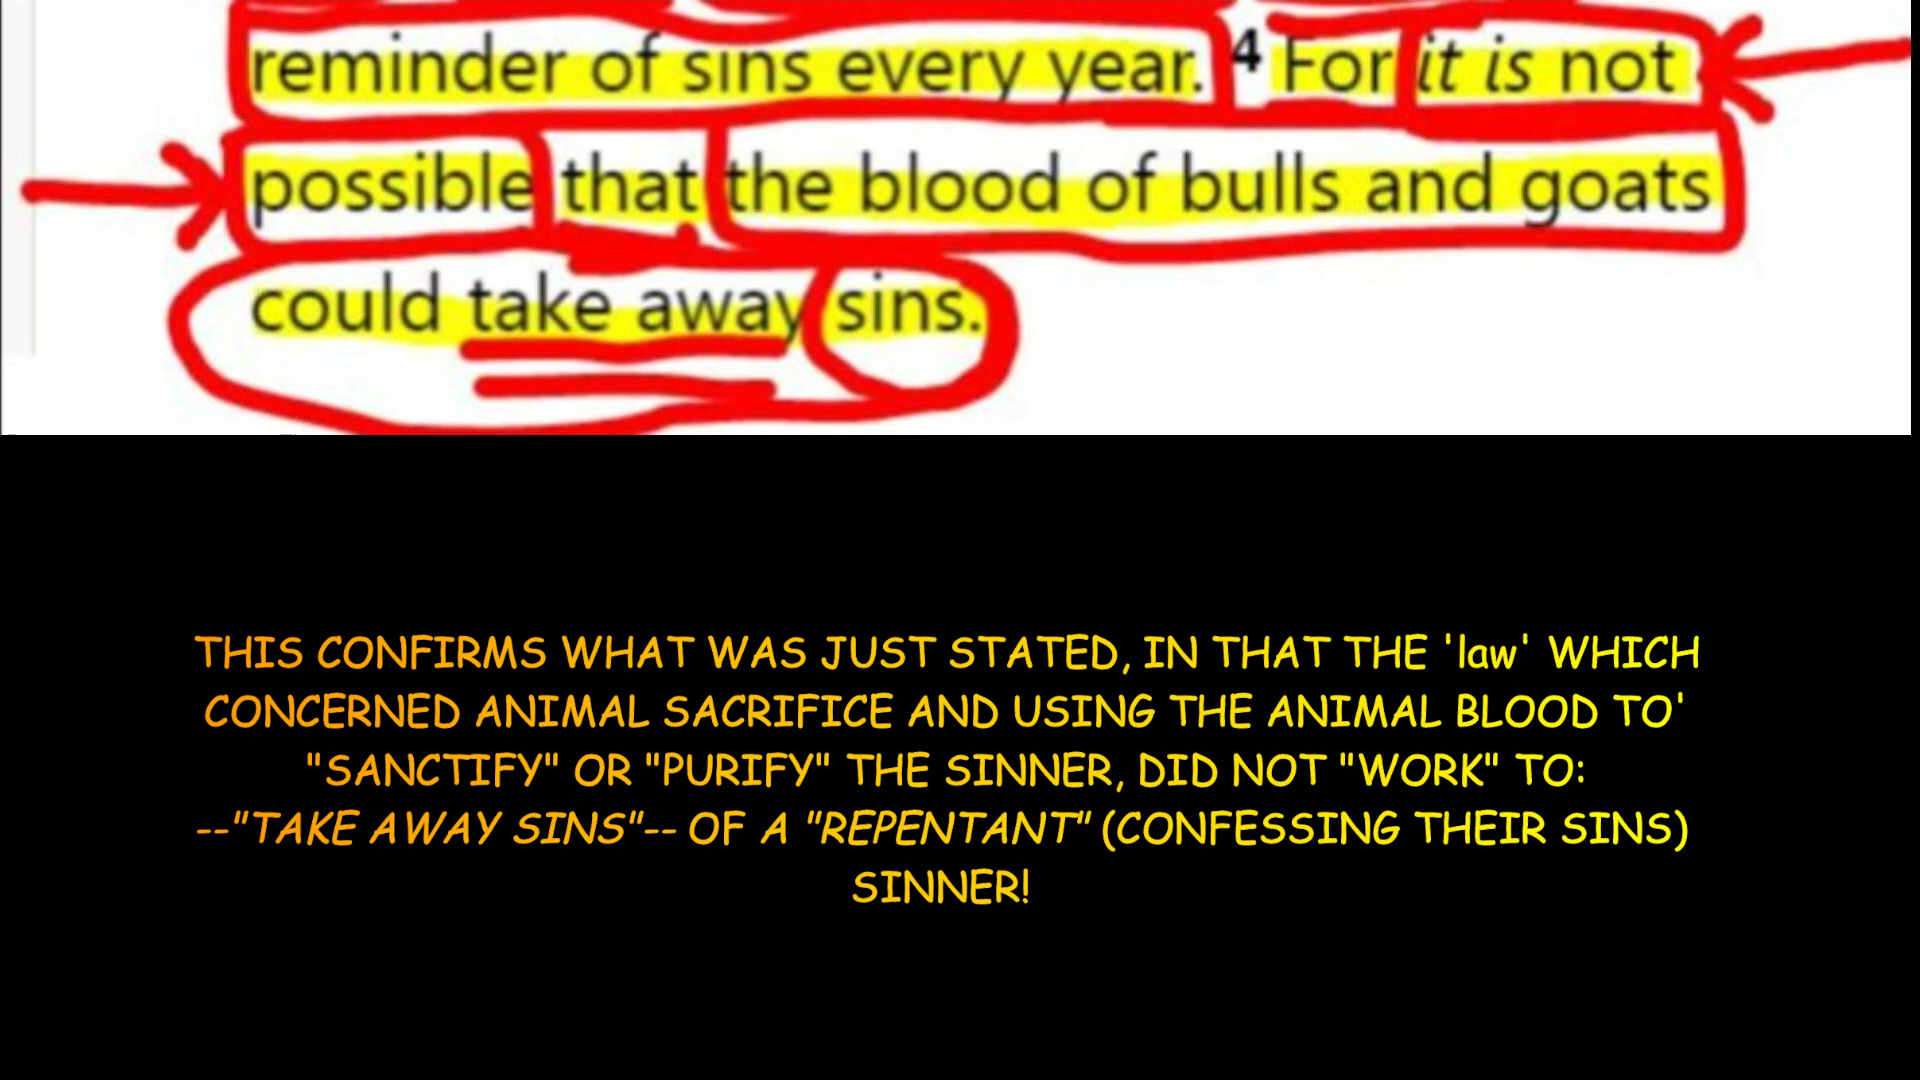 reminder of sins every year. 4 For it is not
possible that the blood of bulls and goats
could take away sins.
THIS CONFIRMS WHAT WAS JUST STATED, IN THAT THE 'law' WHICH
CONCERNED ANIMAL SACRIFICE AND USING THE ANIMAL BLOOD TO'
"SANCTIFY" OR "PURIFY" THE SINNER, DID NOT "WORK" TO:
--"TAKE AWAY SINS"-- OF A "REPENTANT" (CONFESSING THEIR SINS)
SINNER!